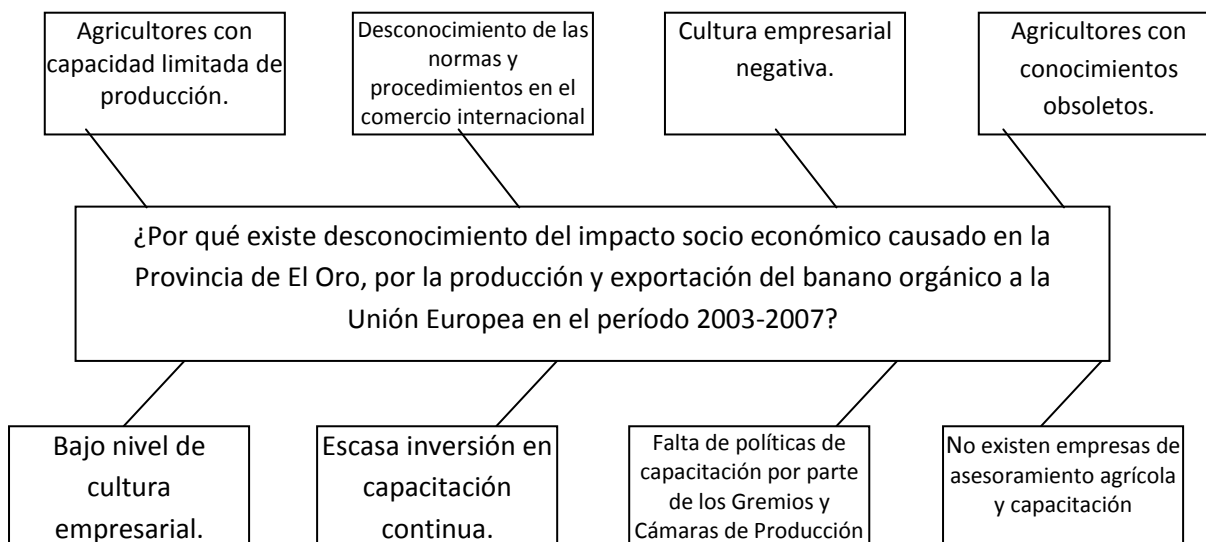 Agricultores con
capacidad limitada de
producción.
Desconocimiento de las
normas y
procedimientos en el
comercio internacional
Cultura empresarial
negativa.
Agricultores con
conocimientos
obsoletos.
¿Por qué existe desconocimiento del impacto socio económico causado en la
Provincia de El Oro, por la producción y exportación del banano orgánico a la
Unión Europea en el período 2003-2007?
Bajo nivel de
cultura
empresarial.
Escasa inversión en
capacitación
continua.
Falta de políticas de
capacitación por parte
de los Gremios y
Cámaras de Producción
No existen empresas de
asesoramiento agrícola
y capacitación